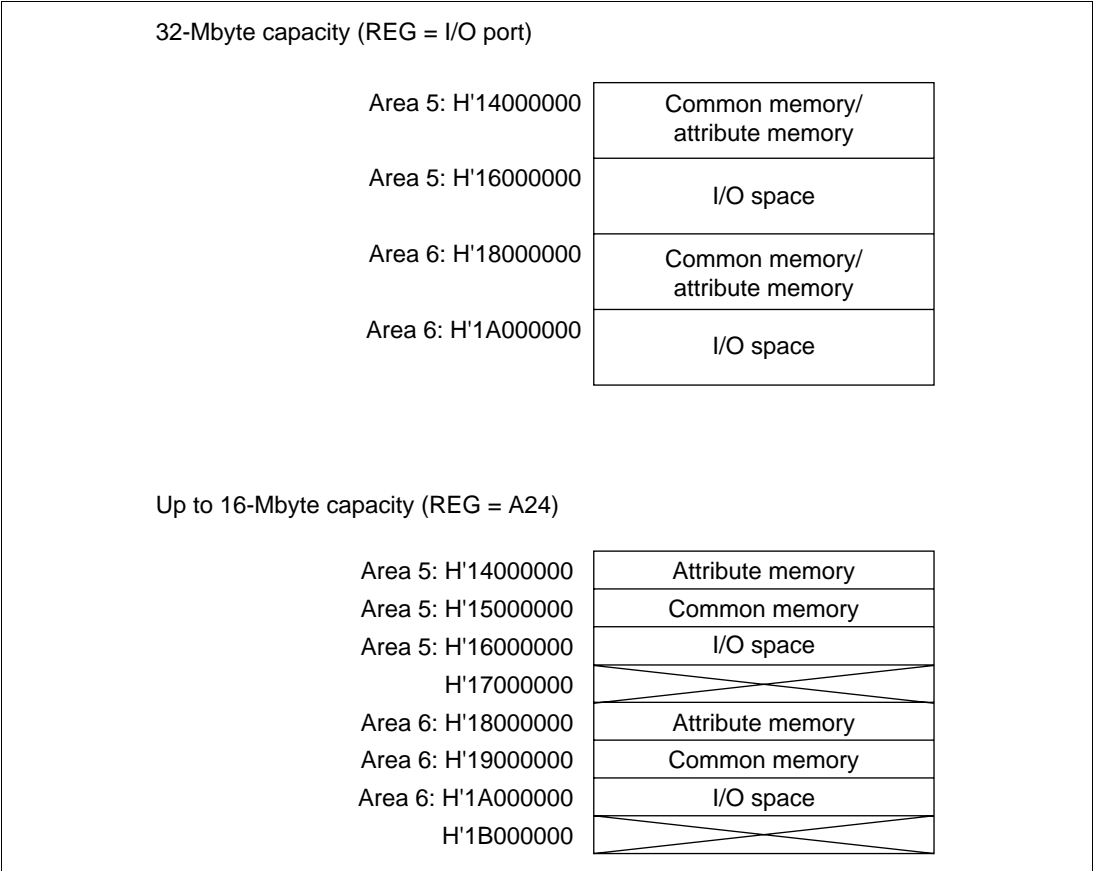 32-Mbyte capacity (REG = I/O port)
Area 5: H'14000000
Common memory/
attribute memory
Area 5: H'16000000
I/O space
Area 6: H'18000000
Common memory/
attribute memory
Area 6: H'1A000000
I/O space
Up to 16-Mbyte capacity (REG = A24)
Area 5: H'14000000 Attribute memory
Area 5: H'15000000 Common memory
Area 5: H'16000000 I/O space
H'17000000
Area 6: H'18000000 Attribute memory
Area 6: H'19000000 Common memory
Area 6: H'1A000000 I/O space
H'1B000000